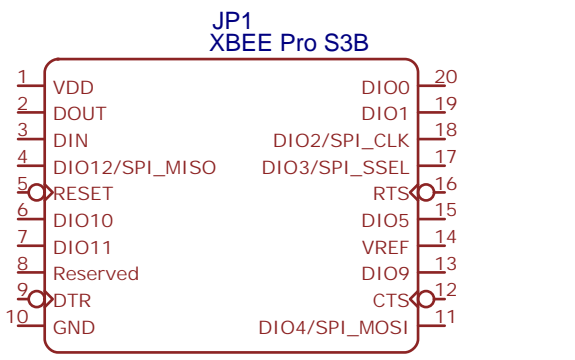 JP1
XBEE Pro S3B
1 VDD DIO0 20
2 DOUT DIO1 19
3 DIN DIO2/SPI_CLK 18
4 DIO12/SPI_MISO DIO3/SPI_SSEL 17
5 RESET RTS 16
6 DIO10 DIO5 15
7 DIO11 VREF 14
8 Reserved DIO9 13
9 DTR CTS 12
10 GND DIO4/SPI_MOSI 11